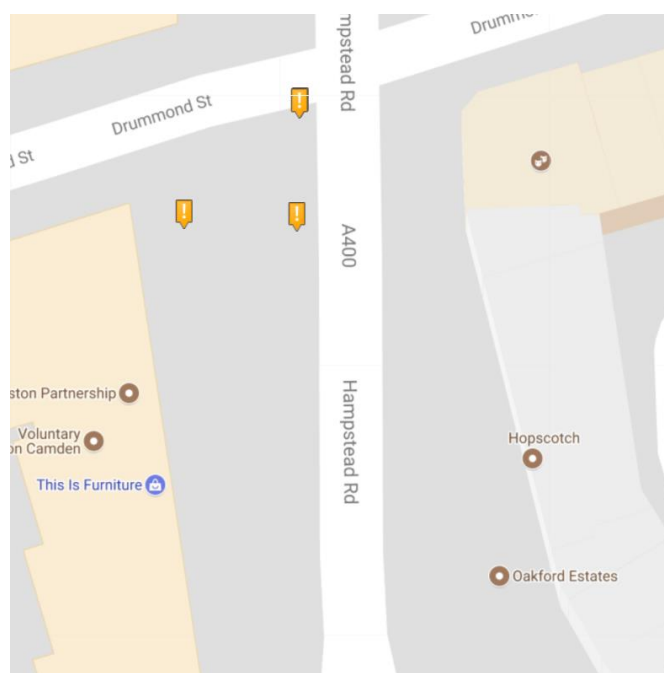 mpstead Rd
Drummo
Drummond St
d St
A400
ston Partnership
Hampstead Rd
Voluntary
on Camden
Hopscotch
This Is Furniture
Oakford Estates